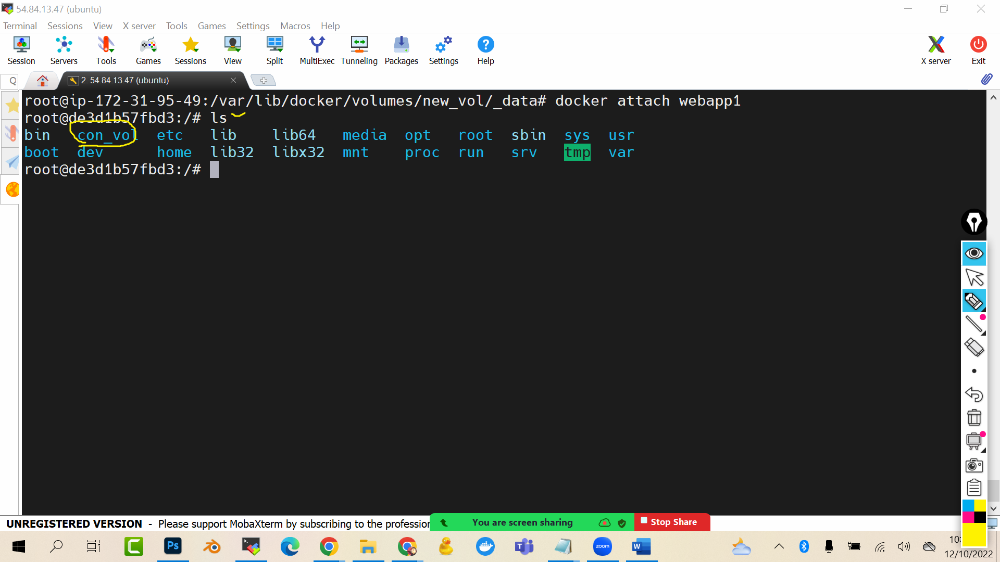 54.84.13.47 (ubuntu)
Terminal Sessions View X server Tools Games Settings Macros Help
Session Servers Tools Games Sessions View Split MultiExec Tunneling Packages Settings Help X server Exit
2. 54.84.13.47 (ubuntu)
root@ip-172-31-95-49:/var/lib/docker/volumes/new_vol/_data# docker attach webapp1
root@de3d1b57fbd3:/# ls
bin con_vol etc lib lib64 media opt root sbin sys usr
boot dev home lib32 libx32 mnt proc run srv tmp var
root@de3d1b57fbd3:/#
UNREGISTERED VERSION - Please support MobaXterm by subscribing to the
You are screen sharing Stop Share
Ps
zoom
W
12/10/2022